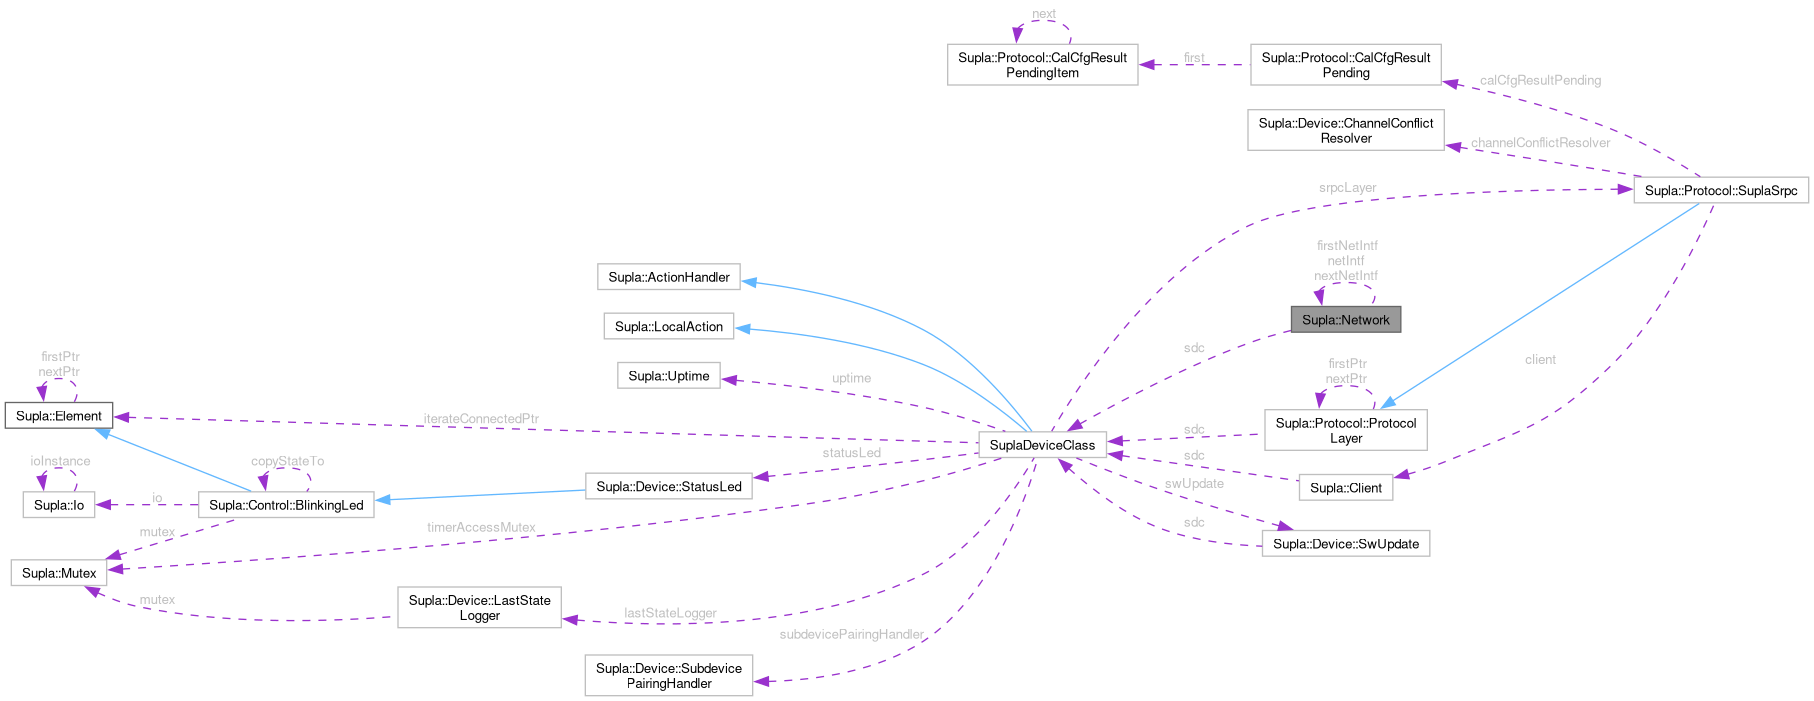 next
Supla::Protocol::CalCfgResult
PendingItem
first
Supla::Protocol::CalCfgResult
Pending
calCfgResultPending
Supla::Device::ChannelConflict
Resolver
channelConflictResolver
srpcLayer
Supla::Protocol::SuplaSrpc
firstNetIntf
netIntf
nextNetIntf
Supla::ActionHandler
Supla::LocalAction
Supla::Network
sdc
client
firstPtr
nextPtr
Supla::Uptime
uptime
firstPtr
nextPtr
Supla::Element
iterateConnectedPtr
Supla::Protocol::Protocol
Layer
sdc
SuplaDeviceClass
statusLed
sdc
ioInstance
copyStateTo
Supla::Device::StatusLed
swUpdate
Supla::Client
Supla::Io
io
Supla::Control::BlinkingLed
mutex
timerAccessMutex
sdc
Supla::Device::SwUpdate
Supla::Mutex
mutex
Supla::Device::LastState
Logger
lastStateLogger
subdevicePairingHandler
Supla::Device::Subdevice
PairingHandler